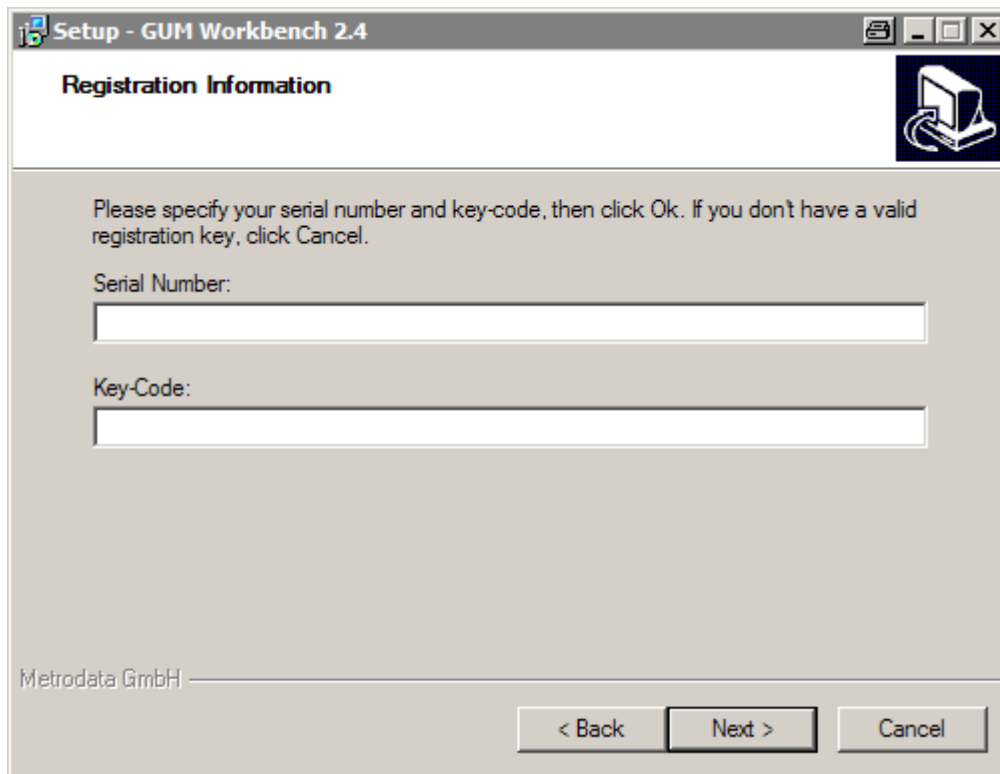 Setup - GUM Workbench 2.4
Registration Information
Please specify your serial number and key-code, then click Ok. If you don't have a valid
registration key, click Cancel.
Serial Number:
Key-Code:
Metrodata GmbH
< Back
Next >
Cancel